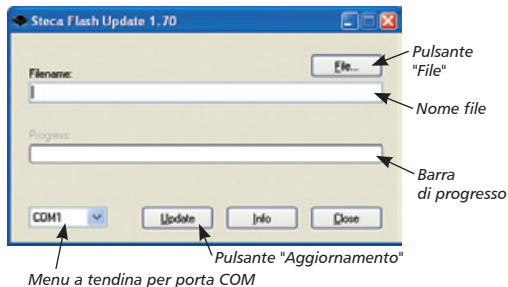 Steca Flash Update 1.70
File...
Pulsante
"File"
Filename:
Nome file
Progress:
Barra
di progresso
COM1
Update
Info
Close
Pulsante "Aggiornamento"
Menu a tendina per porta COM